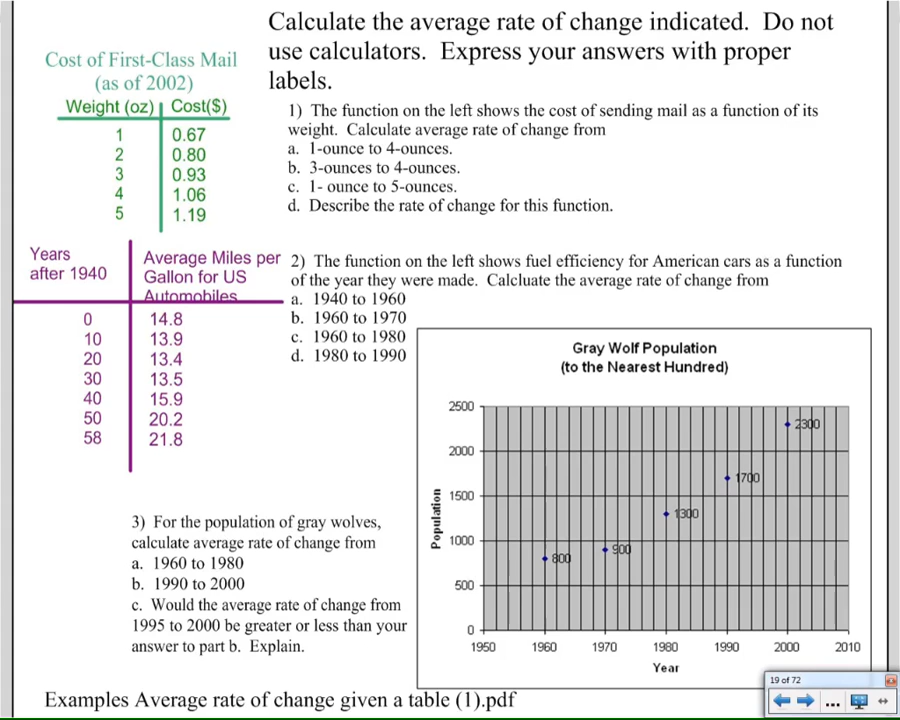 Calculate the average rate of change indicated. Do not
use calculators. Express your answers with proper
labels.
Cost of First-Class Mail
(as of 2002)
Weight (oz) Cost($)
1 0.67
2 0.80
3 0.93
4 1.06
5 1.19
1) The function on the left shows the cost of sending mail as a function of its
weight. Calculate average rate of change from
a. 1-ounce to 4-ounces.
b. 3-ounces to 4-ounces.
c. 1- ounce to 5-ounces.
d. Describe the rate of change for this function.
Years
after 1940
Average Miles per
Gallon for US
Automobiles
0 14.8
10 13.9
20 13.4
30 13.5
40 15.9
50 20.2
58 21.8
2) The function on the left shows fuel efficiency for American cars as a function
of the year they were made. Calcluate the average rate of change from
a. 1940 to 1960
b. 1960 to 1970
c. 1960 to 1980
d. 1980 to 1990
Gray Wolf Population
(to the Nearest Hundred)
2500
2000
1500
1000
500
0
Population
800
900
1300
1700
2300
1950 1960 1970 1980 1990 2000 2010
Year
3) For the population of gray wolves,
calculate average rate of change from
a. 1960 to 1980
b. 1990 to 2000
c. Would the average rate of change from
1995 to 2000 be greater or less than your
answer to part b. Explain.
19 of 72
...
Examples Average rate of change given a table (1).pdf